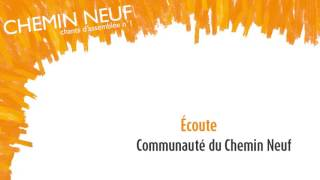 CHEMIN NEUF
chants d'assemblée n° 1
Écoute
Communauté du Chemin Neuf